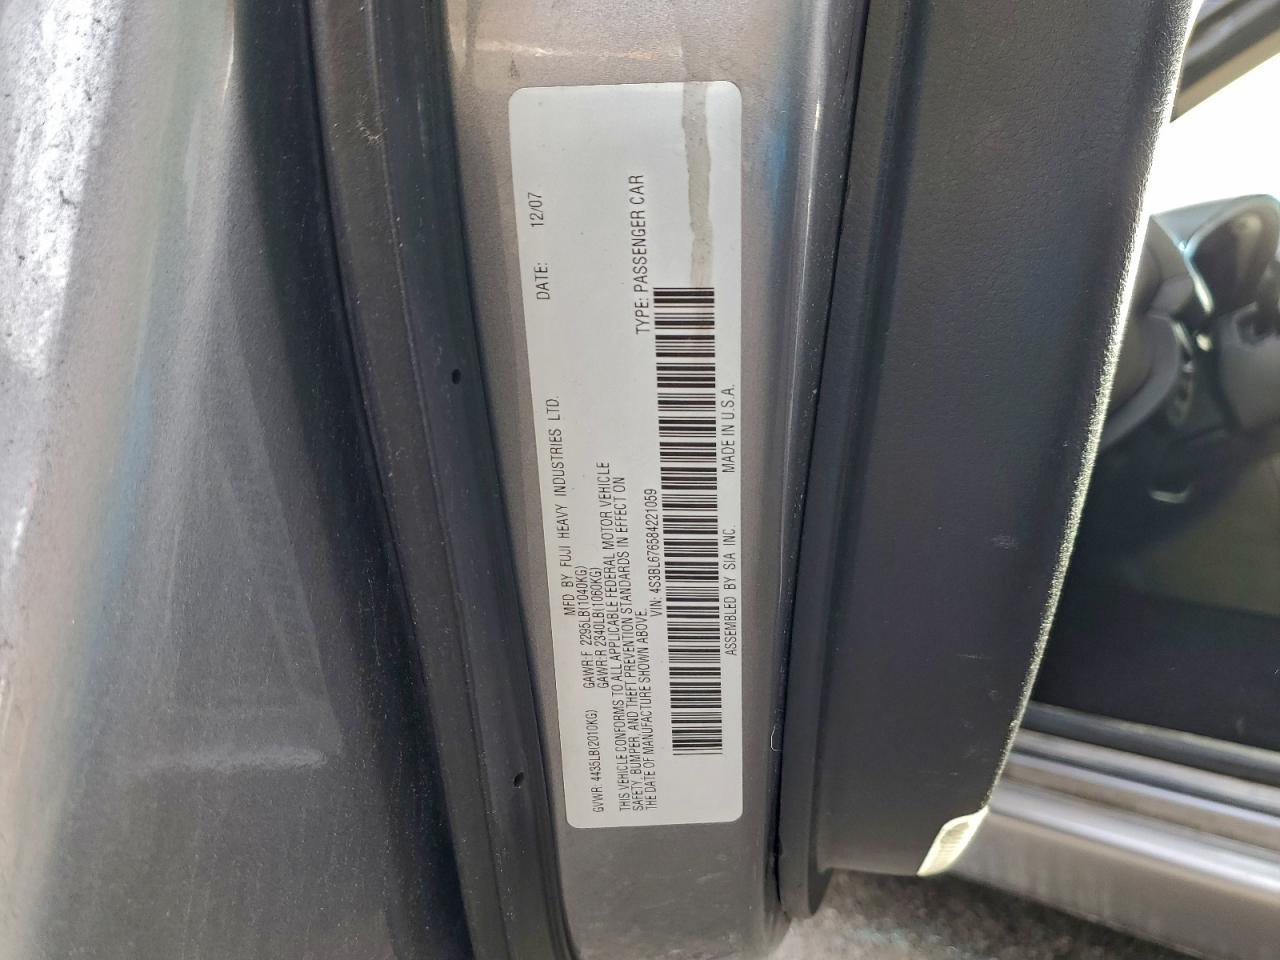 MFD BY FUJI HEAVY INDUSTRIES LTD. DATE: 12/07
GVWR: 4435LB(2010KG) GAWR:F 2295LB(1040KG)
GAWR:R 2340LB(1060KG)
THIS VEHICLE CONFORMS TO ALL APPLICABLE FEDERAL MOTOR VEHICLE
SAFETY, BUMPER, AND THEFT PREVENTION STANDARDS IN EFFECT ON
THE DATE OF MANUFACTURE SHOWN ABOVE.
VIN: 4S3BL676584221059 TYPE: PASSENGER CAR
ASSEMBLED BY SIA INC. MADE IN U.S.A.